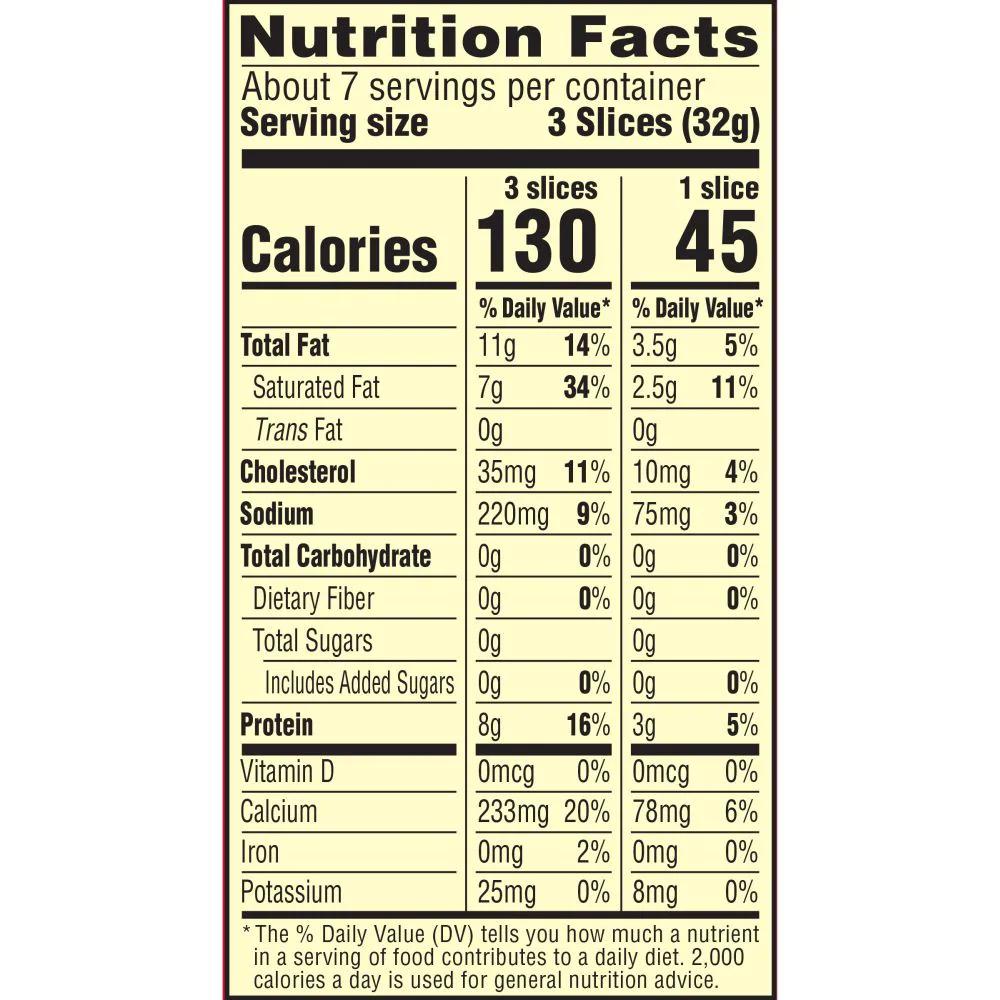 Nutrition Facts
About 7 servings per container
Serving size 3 Slices (32g)
3 slices 1 slice
Calories 130 45
% Daily Value* % Daily Value*
Total Fat 11g 14% 3.5g 5%
Saturated Fat 7g 34% 2.5g 11%
Trans Fat 0g 0g
Cholesterol 35mg 11% 10mg 4%
Sodium 220mg 9% 75mg 3%
Total Carbohydrate 0g 0% 0g 0%
Dietary Fiber 0g 0% 0g 0%
Total Sugars 0g 0g
Includes Added Sugars 0g 0% 0g 0%
Protein 8g 16% 3g 5%
Vitamin D 0mcg 0% 0mcg 0%
Calcium 233mg 20% 78mg 6%
Iron 0mg 2% 0mg 0%
Potassium 25mg 0% 8mg 0%
* The % Daily Value (DV) tells you how much a nutrient
in a serving of food contributes to a daily diet. 2,000
calories a day is used for general nutrition advice.